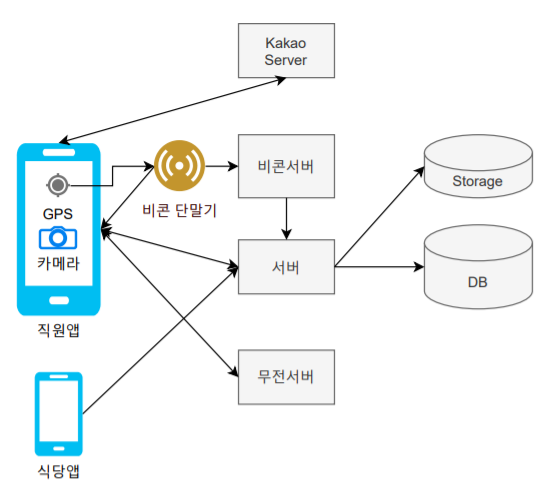 Kakao
Server
GPS
카메라
직원앱
비콘 단말기
비콘서버
서버
무전서버
Storage
DB
식당앱